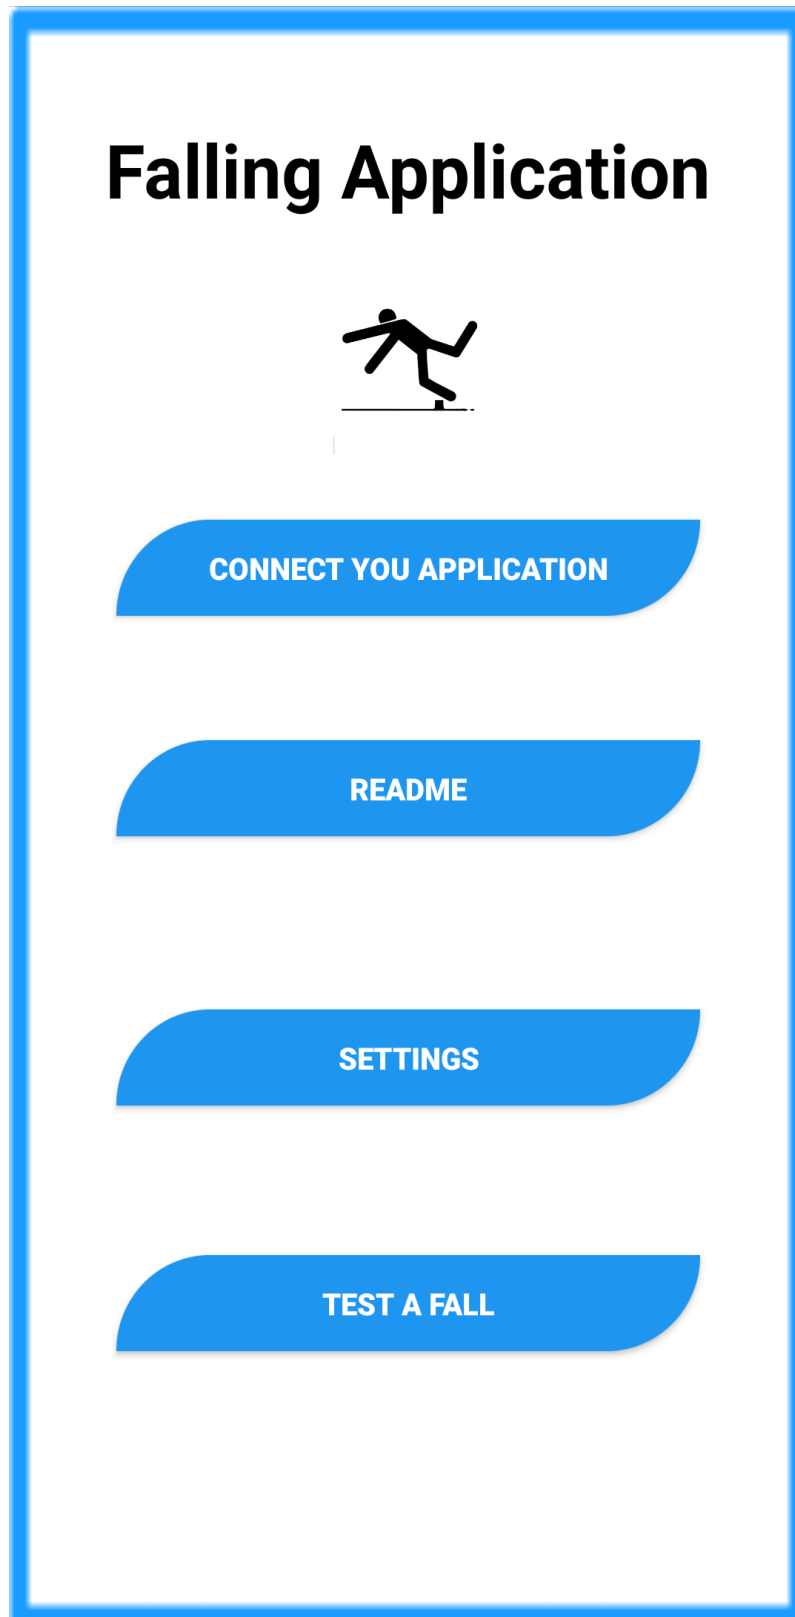 Falling Application
CONNECT YOU APPLICATION
README
SETTINGS
TEST A FALL